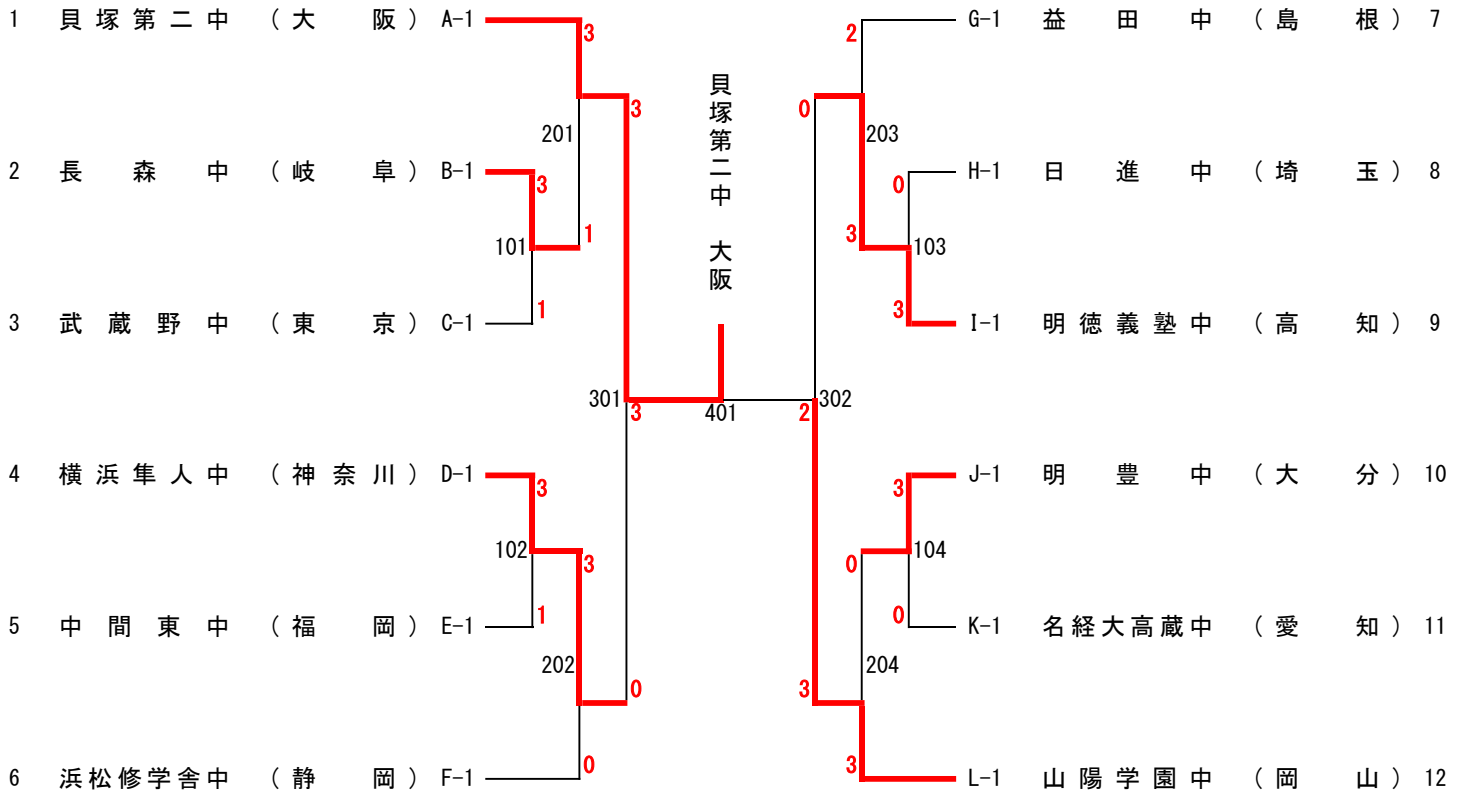 1 貝塚第二中 (大阪) A-1
3
2
G-1 益田中 (島根) 7
貝塚第二中 大阪
3
0
201
203
2 長森中 (岐阜) B-1
3
0
H-1 日進中 (埼玉) 8
101
1
3
103
3 武蔵野中 (東京) C-1
1
3
I-1 明徳義塾中 (高知) 9
301
3
401
2
302
4 横浜隼人中 (神奈川) D-1
3
3
J-1 明豊中 (大分) 10
102
3
0
104
5 中間東中 (福岡) E-1
1
0
K-1 名経大高蔵中 (愛知) 11
202
0
3
204
6 浜松修学舎中 (静岡) F-1
0
3
L-1 山陽学園中 (岡山) 12